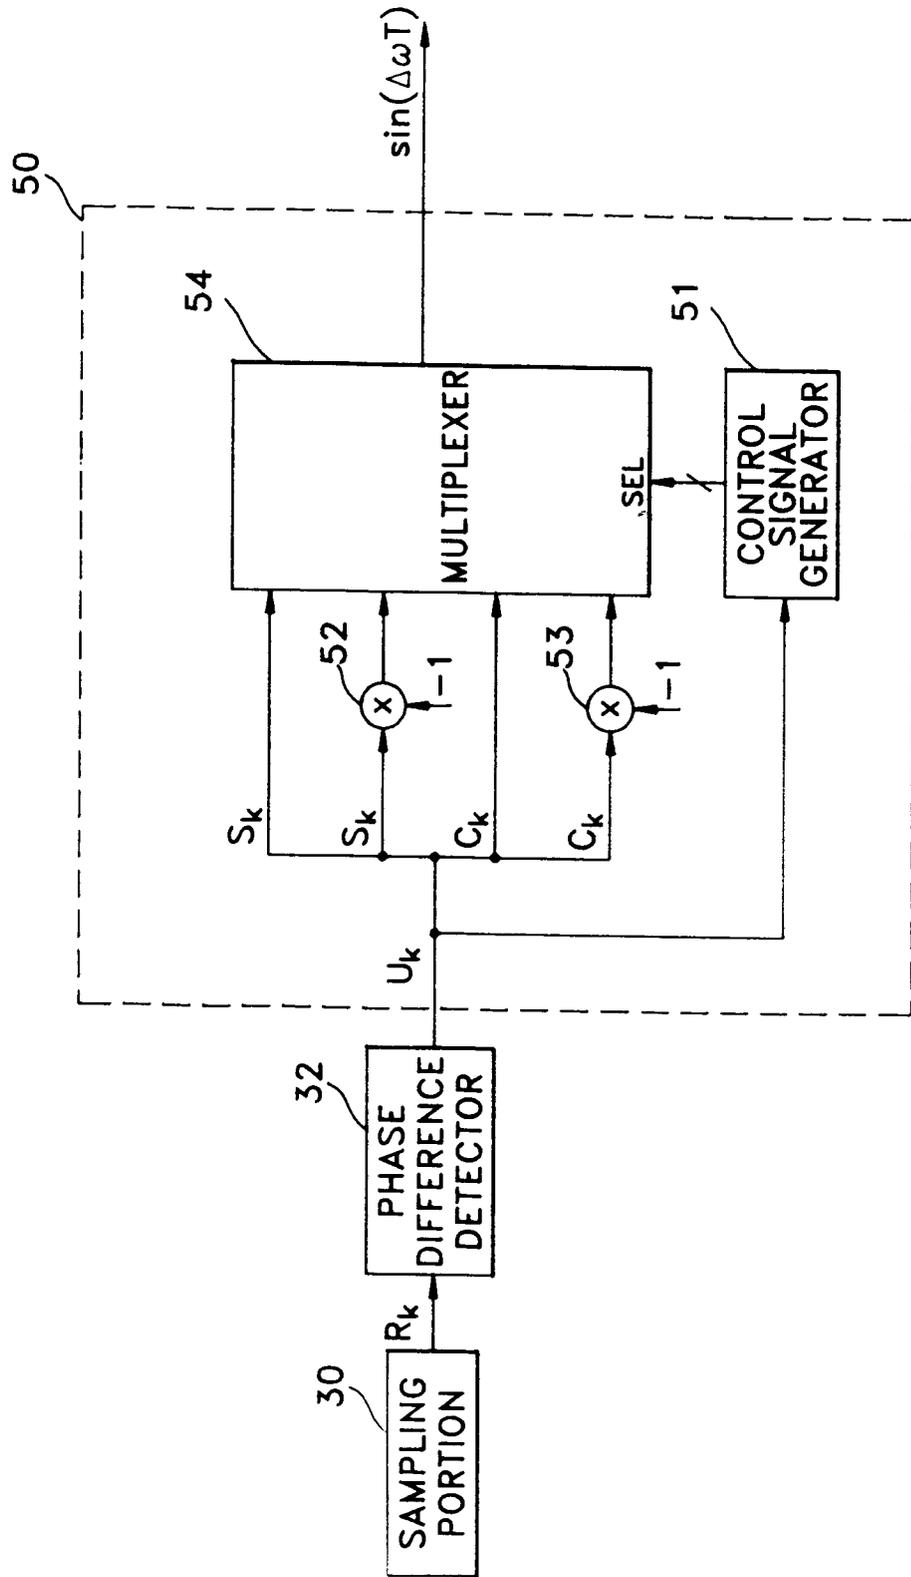 50
30
SAMPLING
PORTION
Rk
32
PHASE
DIFFERENCE
DETECTOR
Uk
Sk
Sk
Ck
Ck
52
-1
53
-1
54
MULTIPLEXER
SEL
51
CONTROL
SIGNAL
GENERATOR
sin(ΔωT)
X
X